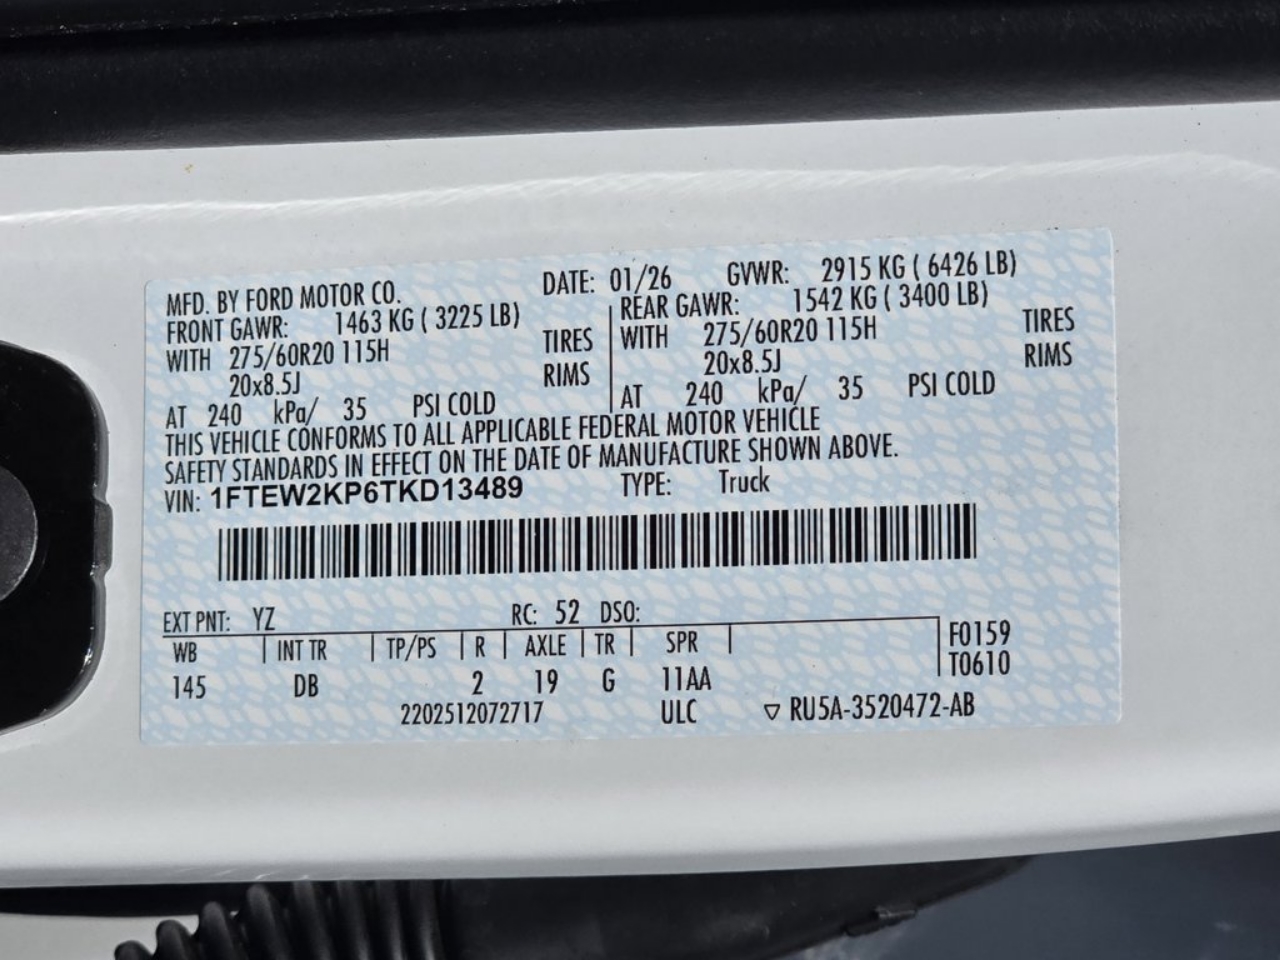 MFD. BY FORD MOTOR CO. DATE: 01/26 GVWR: 2915 KG ( 6426 LB)
FRONT GAWR: 1463 KG ( 3225 LB) REAR GAWR: 1542 KG ( 3400 LB)
WITH 275/60R20 115H TIRES WITH 275/60R20 115H TIRES
20x8.5J RIMS 20x8.5J RIMS
AT 240 kPa/ 35 PSI COLD AT 240 kPa/ 35 PSI COLD
THIS VEHICLE CONFORMS TO ALL APPLICABLE FEDERAL MOTOR VEHICLE
SAFETY STANDARDS IN EFFECT ON THE DATE OF MANUFACTURE SHOWN ABOVE.
VIN: 1FTEW2KP6TKD13489 TYPE: Truck
EXT PNT: YZ RC: 52 DSO:
WB INT TR TP/PS R AXLE TR SPR F0159
145 DB 2 19 G 11AA T0610
2202512072717 ULC ▽ RU5A-3520472-AB